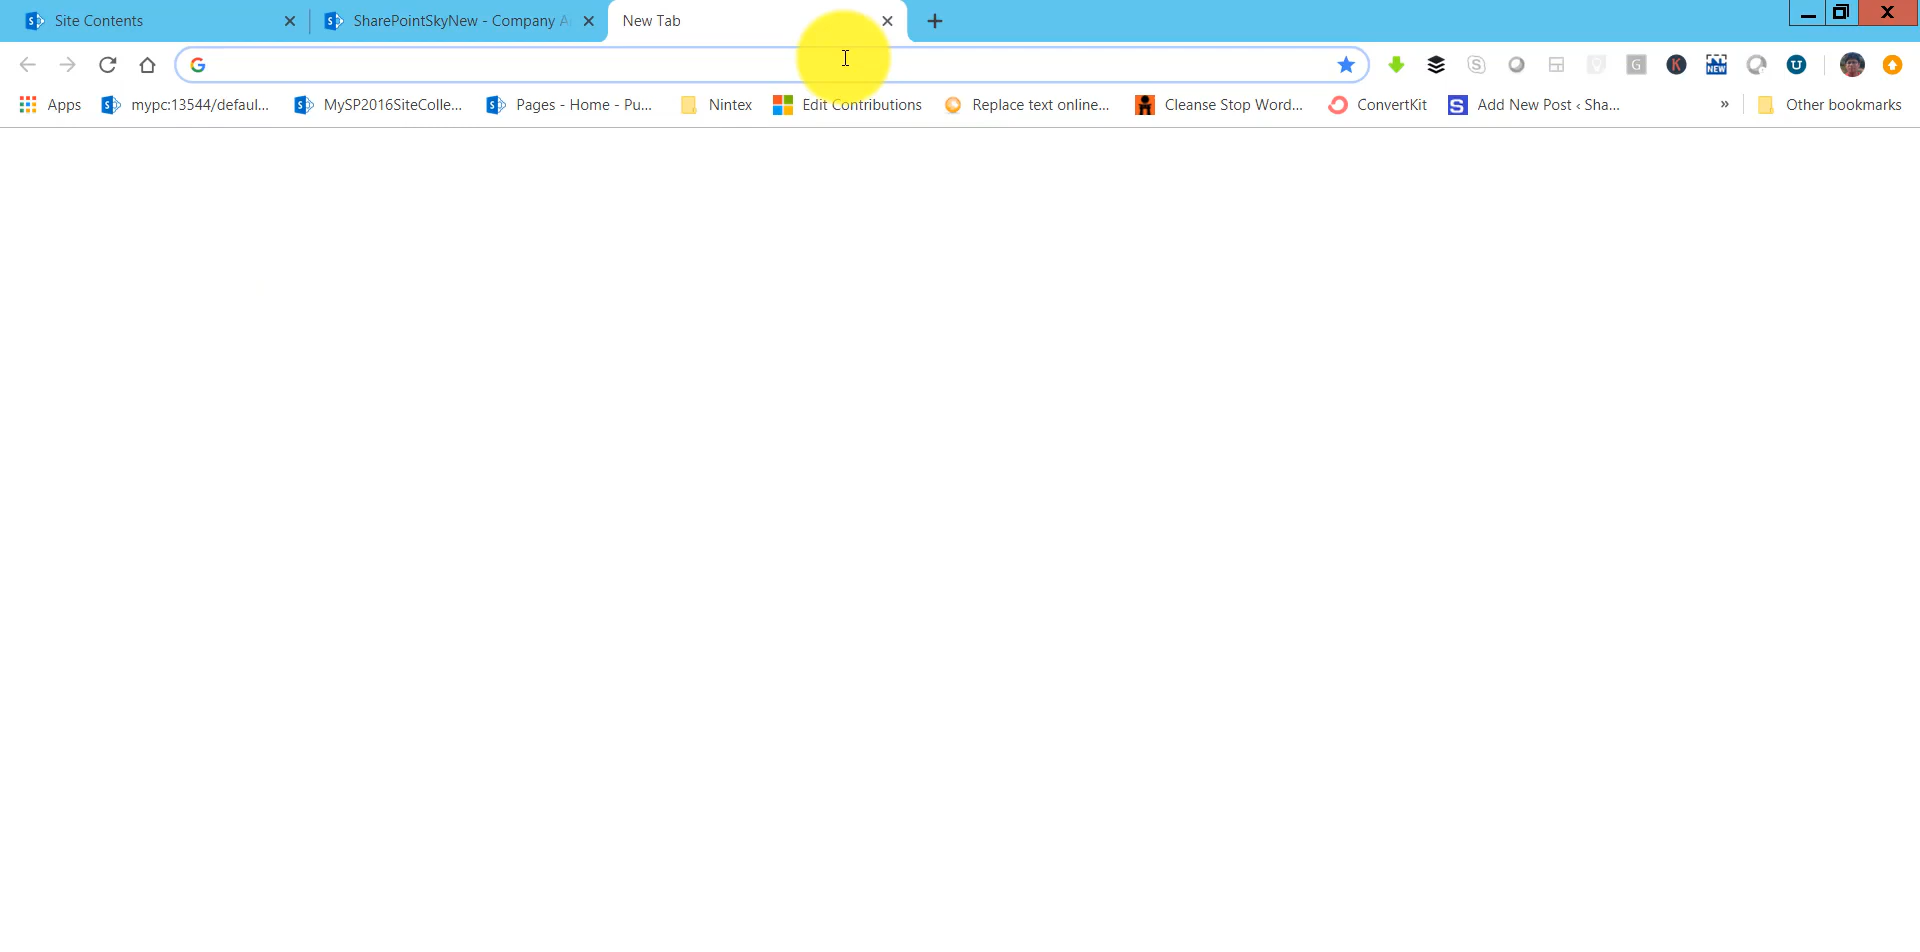 Site Contents
SharePointSkyNew - Company A
New Tab
Apps
mypc:13544/defaul...
MySP2016SiteColle...
Pages - Home - Pu...
Nintex
Edit Contributions
Replace text online...
Cleanse Stop Word...
ConvertKit
Add New Post ‹ Sha...
»
Other bookmarks